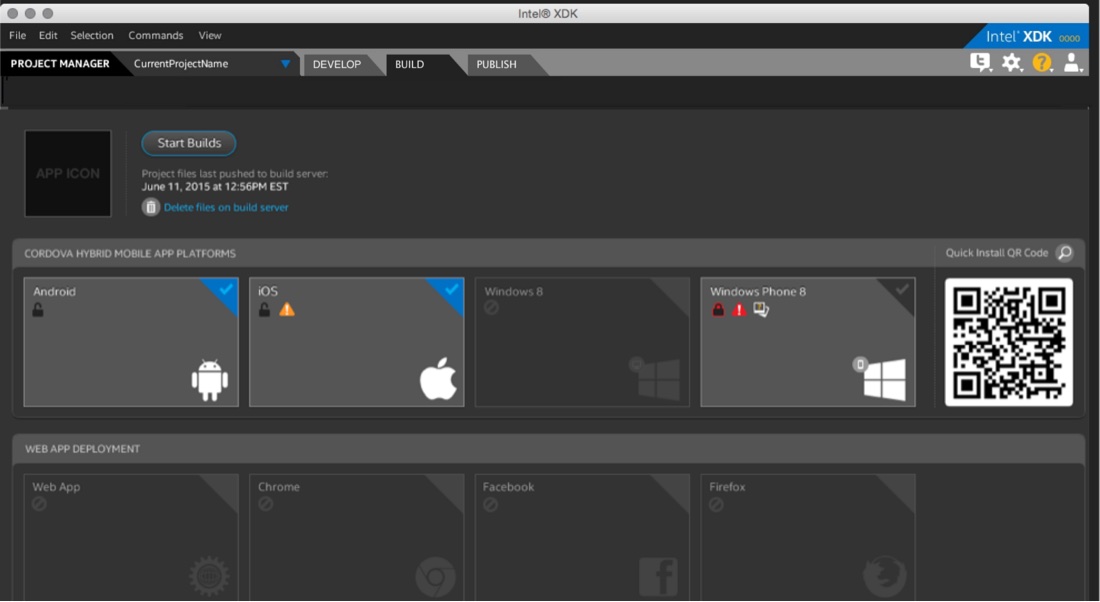 Intel® XDK
File Edit Selection Commands View
Intel® XDK 0000
PROJECT MANAGER CurrentProjectName DEVELOP BUILD PUBLISH
APP ICON
Start Builds
Project files last pushed to build server:
June 11, 2015 at 12:56PM EST
Delete files on build server
CORDOVA HYBRID MOBILE APP PLATFORMS
Quick Install QR Code
Android
iOS
Windows 8
Windows Phone 8
WEB APP DEPLOYMENT
Web App
Chrome
Facebook
Firefox